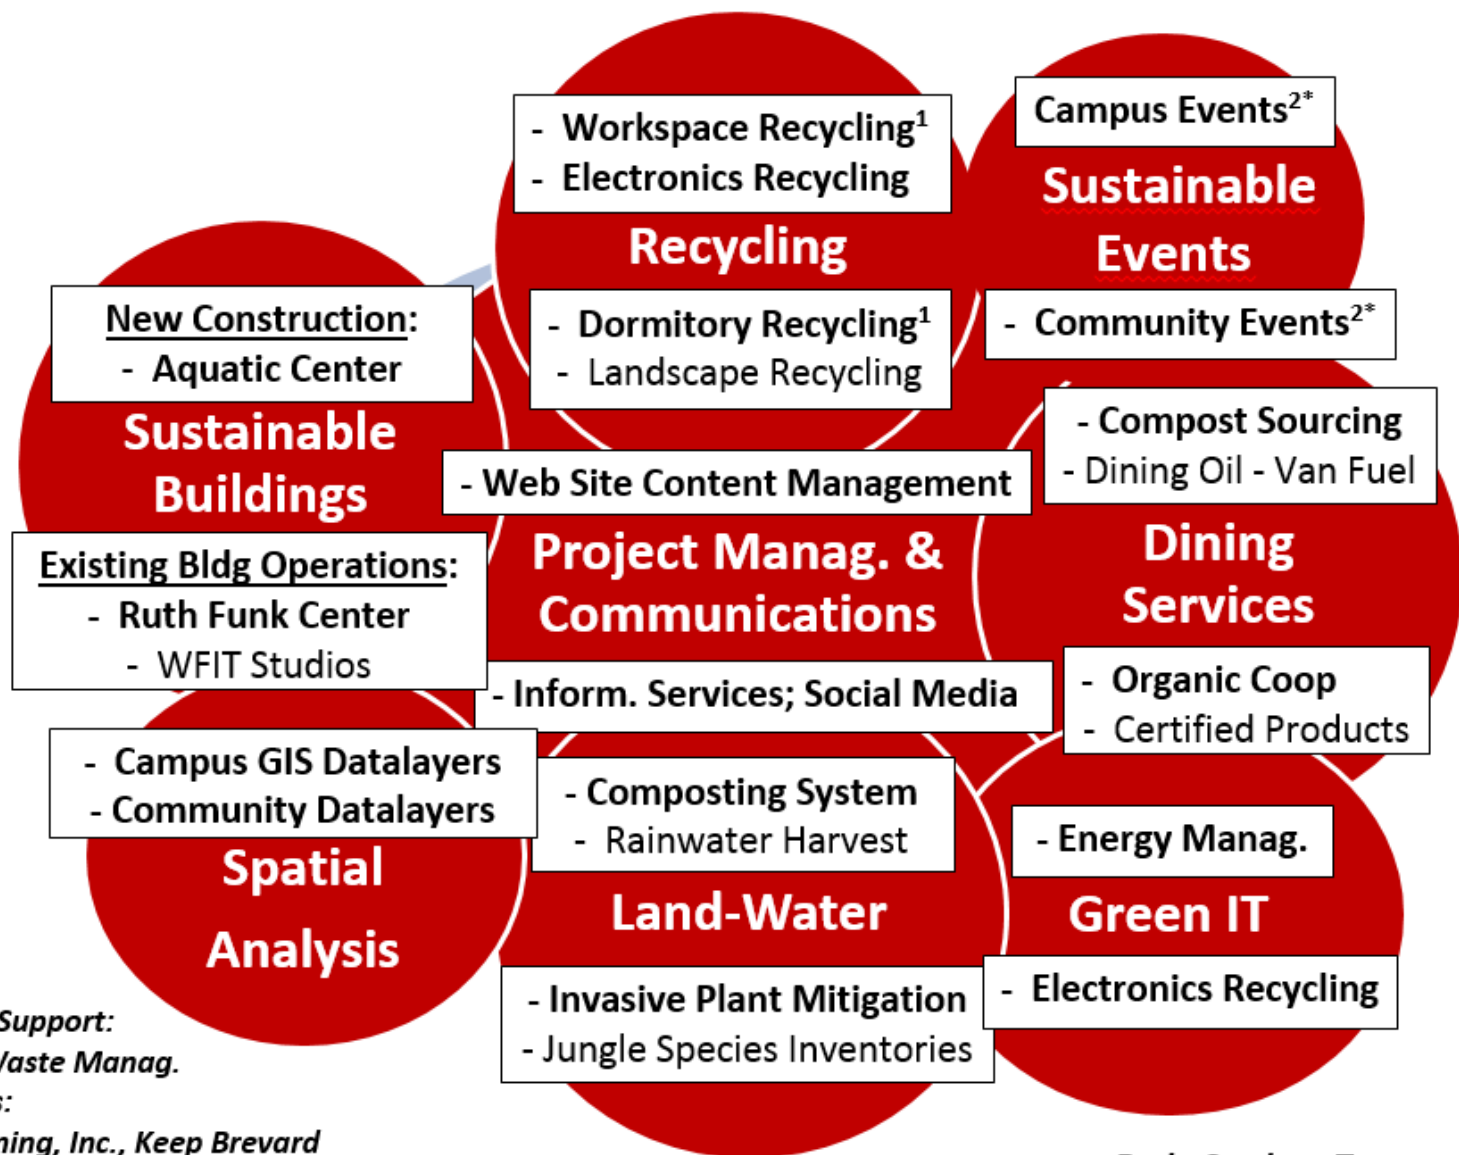 - Workspace Recycling¹
- Electronics Recycling
Recycling
- Dormitory Recycling¹
- Landscape Recycling
Campus Events²*
Sustainable
Events
- Community Events²*
New Construction:
- Aquatic Center
Sustainable
Buildings
Existing Bldg Operations:
- Ruth Funk Center
- WFIT Studios
- Web Site Content Management
Project Manag. &
Communications
- Inform. Services; Social Media
- Compost Sourcing
- Dining Oil - Van Fuel
Dining
Services
- Organic Coop
- Certified Products
- Campus GIS Datalayers
- Community Datalayers
Spatial
Analysis
- Composting System
- Rainwater Harvest
Land-Water
- Invasive Plant Mitigation
- Jungle Species Inventories
- Energy Manag.
Green IT
- Electronics Recycling
Support:
Waste Manag.
Inc., Keep Brevard